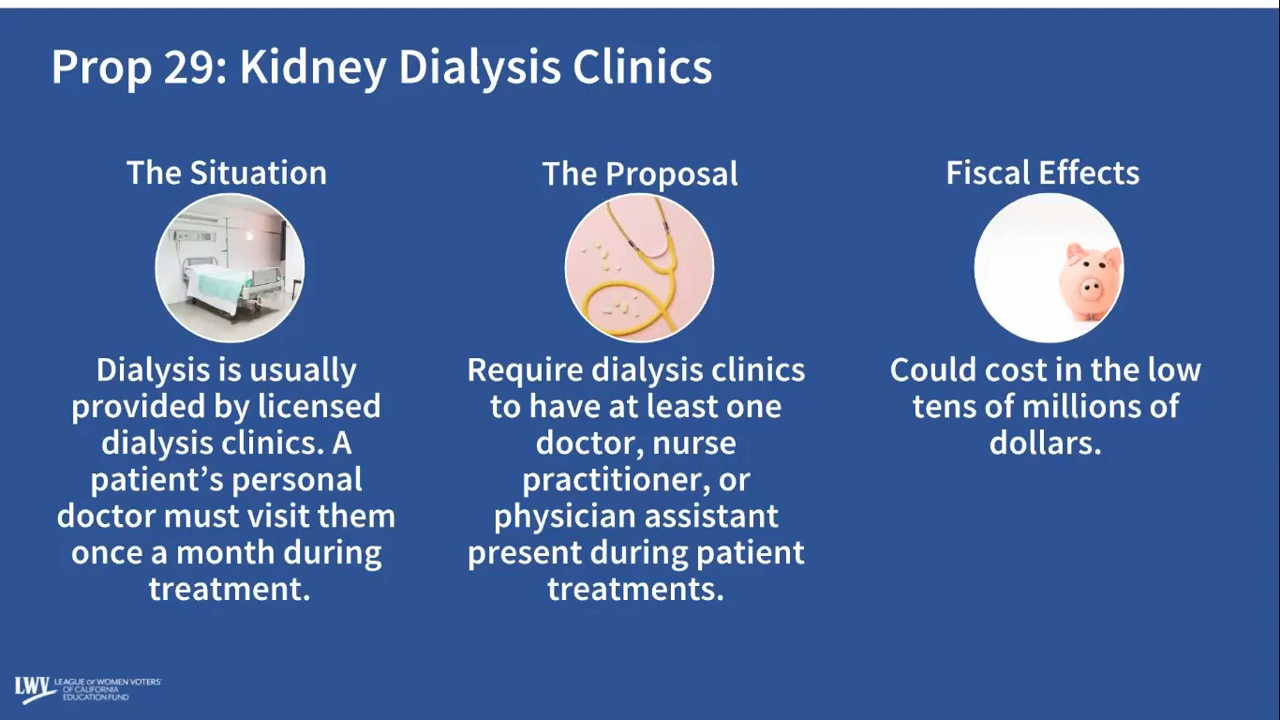 Prop 29: Kidney Dialysis Clinics
The Situation
Dialysis is usually
provided by licensed
dialysis clinics. A
patient’s personal
doctor must visit them
once a month during
treatment.
The Proposal
Require dialysis clinics
to have at least one
doctor, nurse
practitioner, or
physician assistant
present during patient
treatments.
Fiscal Effects
Could cost in the low
tens of millions of
dollars.
LWV LEAGUE OF WOMEN VOTERS®
OF CALIFORNIA
EDUCATION FUND